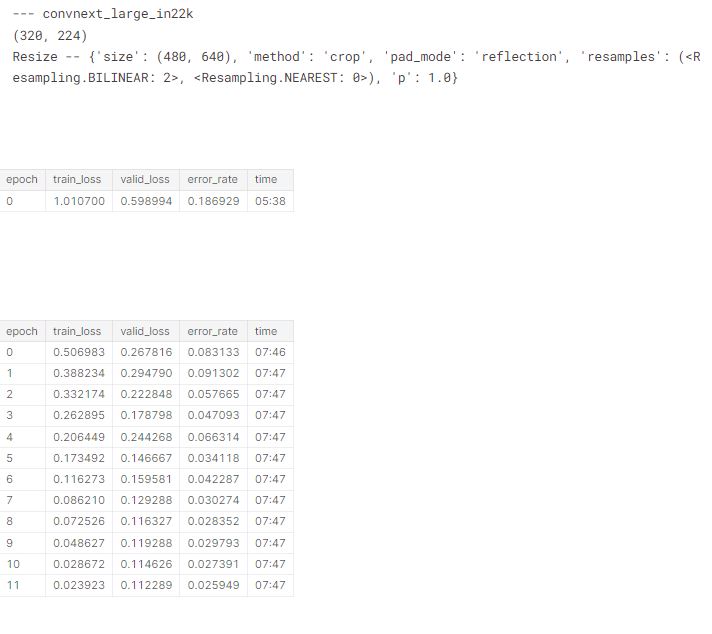 --- convnext_large_in22k
(320, 224)
Resize -- {'size': (480, 640), 'method': 'crop', 'pad_mode': 'reflection', 'resamples': (<R
esampling.BILINEAR: 2>, <Resampling.NEAREST: 0>), 'p': 1.0}
epoch train_loss valid_loss error_rate time
0 1.010700 0.598994 0.186929 05:38
epoch train_loss valid_loss error_rate time
0 0.506983 0.267816 0.083133 07:46
1 0.388234 0.294790 0.091302 07:47
2 0.332174 0.222848 0.057665 07:47
3 0.262895 0.178798 0.047093 07:47
4 0.206449 0.244268 0.066314 07:47
5 0.173492 0.146667 0.034118 07:47
6 0.116273 0.159581 0.042287 07:47
7 0.086210 0.129288 0.030274 07:47
8 0.072526 0.116327 0.028352 07:47
9 0.048627 0.119288 0.029793 07:47
10 0.028672 0.114626 0.027391 07:47
11 0.023923 0.112289 0.025949 07:47